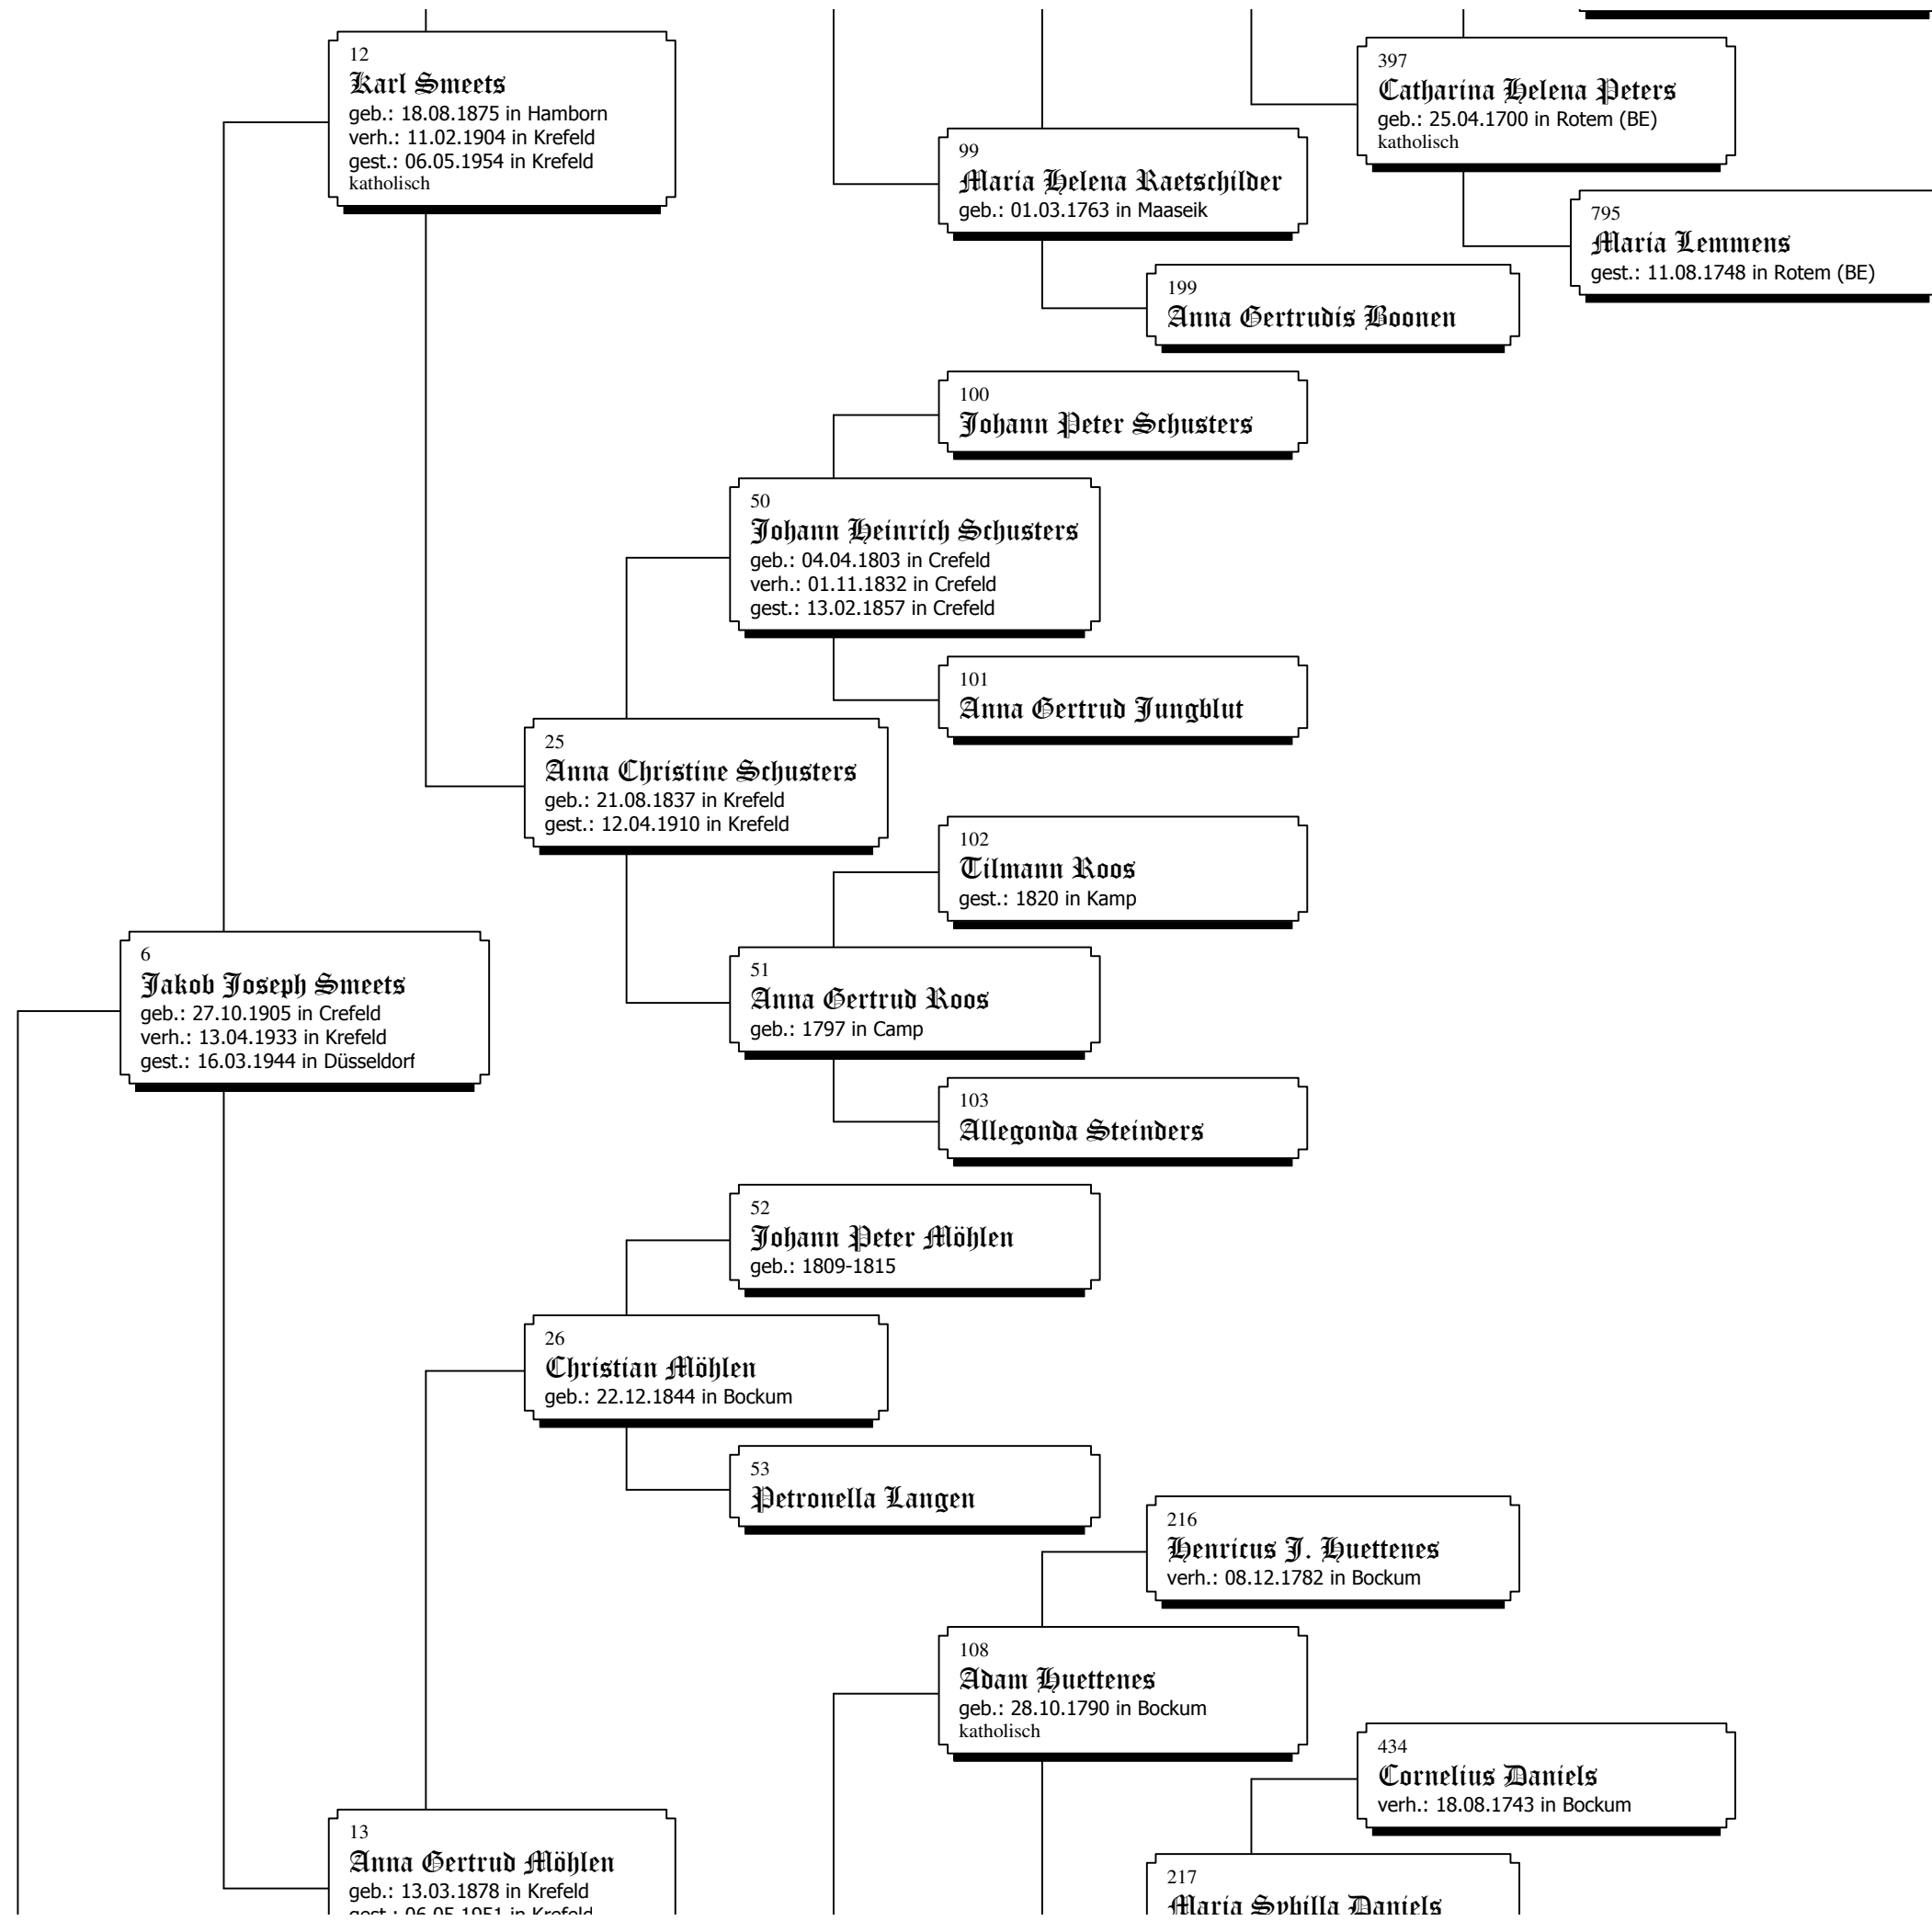 12
Karl Smeets
geb.: 18.08.1875 in Hamborn
verh.: 11.02.1904 in Krefeld
gest.: 06.05.1954 in Krefeld
katholisch
397
Catharina Helena Peters
geb.: 25.04.1700 in Rotem (BE)
katholisch
99
Maria Helena Raetschilder
geb.: 01.03.1763 in Maaseik
795
Maria Lemmens
gest.: 11.08.1748 in Rotem (BE)
199
Anna Gertrudis Boonen
100
Johann Peter Schusters
50
Johann Heinrich Schusters
geb.: 04.04.1803 in Crefeld
verh.: 01.11.1832 in Crefeld
gest.: 13.02.1857 in Crefeld
101
Anna Gertrud Jungblut
25
Anna Christine Schusters
geb.: 21.08.1837 in Krefeld
gest.: 12.04.1910 in Krefeld
102
Tilmann Roos
gest.: 1820 in Kamp
6
Jakob Joseph Smeets
geb.: 27.10.1905 in Crefeld
verh.: 13.04.1933 in Krefeld
gest.: 16.03.1944 in Düsseldorf
51
Anna Gertrud Roos
geb.: 1797 in Camp
103
Allegonda Steinders
52
Johann Peter Möhlen
geb.: 1809-1815
26
Christian Möhlen
geb.: 22.12.1844 in Bockum
53
Petronella Langen
216
Henricus J. Huettenes
verh.: 08.12.1782 in Bockum
108
Adam Huettenes
geb.: 28.10.1790 in Bockum
katholisch
434
Cornelius Daniels
verh.: 18.08.1743 in Bockum
13
Anna Gertrud Möhlen
geb.: 13.03.1878 in Krefeld
gest.: 06.05.1951 in Krefeld
217
Maria Sybilla Daniels